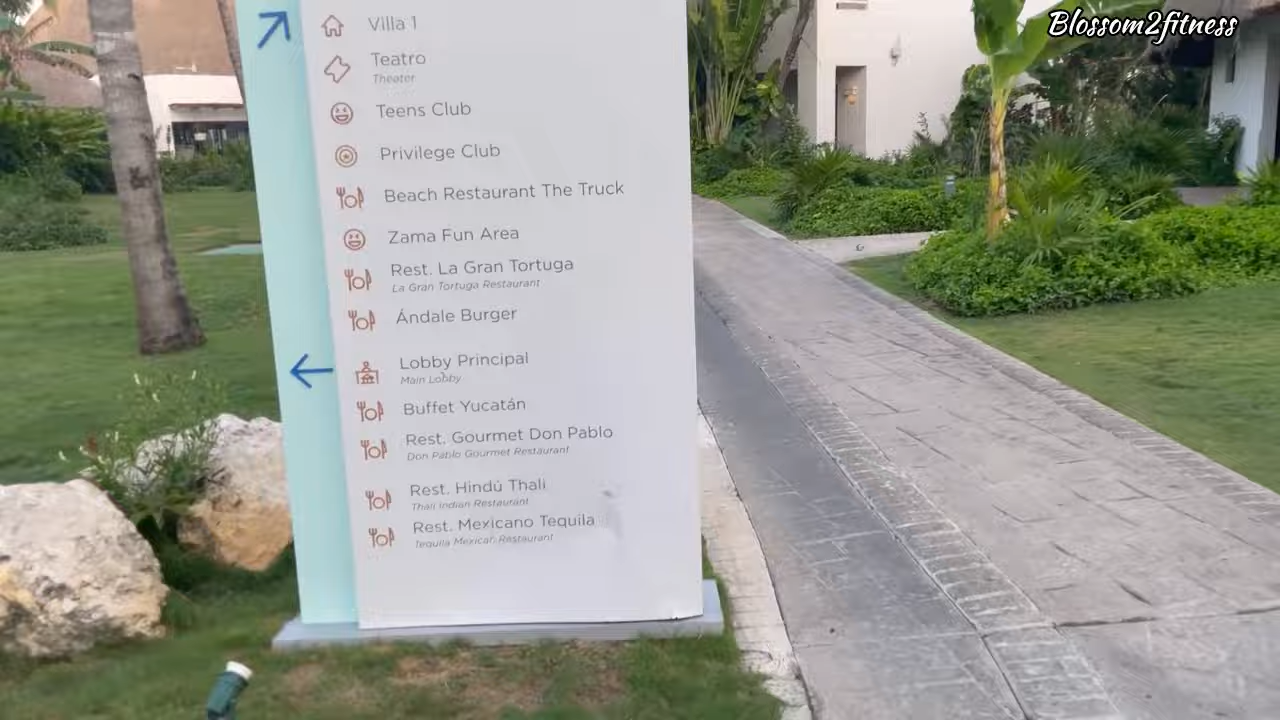 Blossom2fitness
Villa 1
Teatro
Theater
Teens Club
Privilege Club
Beach Restaurant The Truck
Zama Fun Area
Rest. La Gran Tortuga
La Gran Tortuga Restaurant
Ándale Burger
Lobby Principal
Main Lobby
Buffet Yucatán
Rest. Gourmet Don Pablo
Don Pablo Gourmet Restaurant
Rest. Hindú Thali
Thali Indian Restaurant
Rest. Mexicano Tequila
Tequila Mexican Restaurant